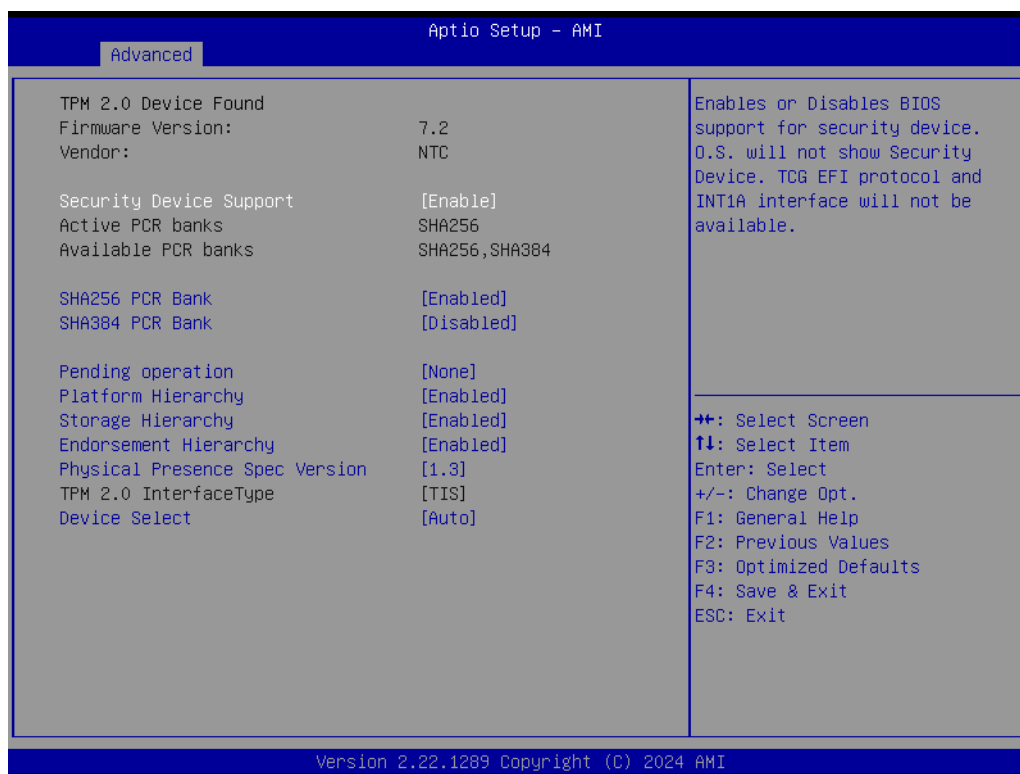 Aptio Setup – AMI
Advanced
TPM 2.0 Device Found
Firmware Version: 7.2
Vendor: NTC
Security Device Support [Enable]
Active PCR banks SHA256
Available PCR banks SHA256,SHA384
SHA256 PCR Bank [Enabled]
SHA384 PCR Bank [Disabled]
Pending operation [None]
Platform Hierarchy [Enabled]
Storage Hierarchy [Enabled]
Endorsement Hierarchy [Enabled]
Physical Presence Spec Version [1.3]
TPM 2.0 InterfaceType [TIS]
Device Select [Auto]
Enables or Disables BIOS
support for security device.
O.S. will not show Security
Device. TCG EFI protocol and
INT1A interface will not be
available.
→←: Select Screen
↑↓: Select Item
Enter: Select
+/-: Change Opt.
F1: General Help
F2: Previous Values
F3: Optimized Defaults
F4: Save & Exit
ESC: Exit
Version 2.22.1289 Copyright (C) 2024 AMI